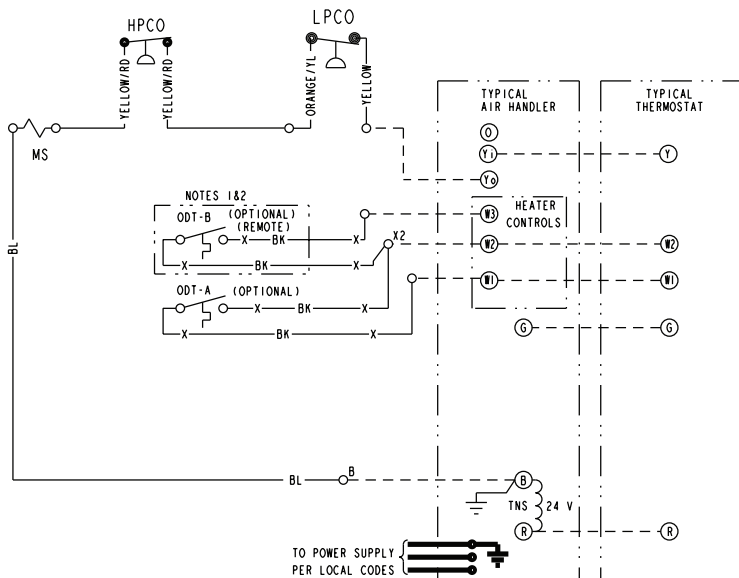 HPCO
LPCO
YELLOW/RD
YELLOW/RD
ORANGE/YL
YELLOW
MS
BL
TYPICAL
AIR HANDLER
TYPICAL
THERMOSTAT
O
Yi
Y
Yo
NOTES 1&2
ODT-B
(OPTIONAL)
(REMOTE)
X BK X
X BK X
X2
W3
HEATER
CONTROLS
W2
W2
ODT-A
(OPTIONAL)
X BK X
X BK X
W1
W1
G
G
BL
B
B
TNS
24 V
R
R
TO POWER SUPPLY
PER LOCAL CODES